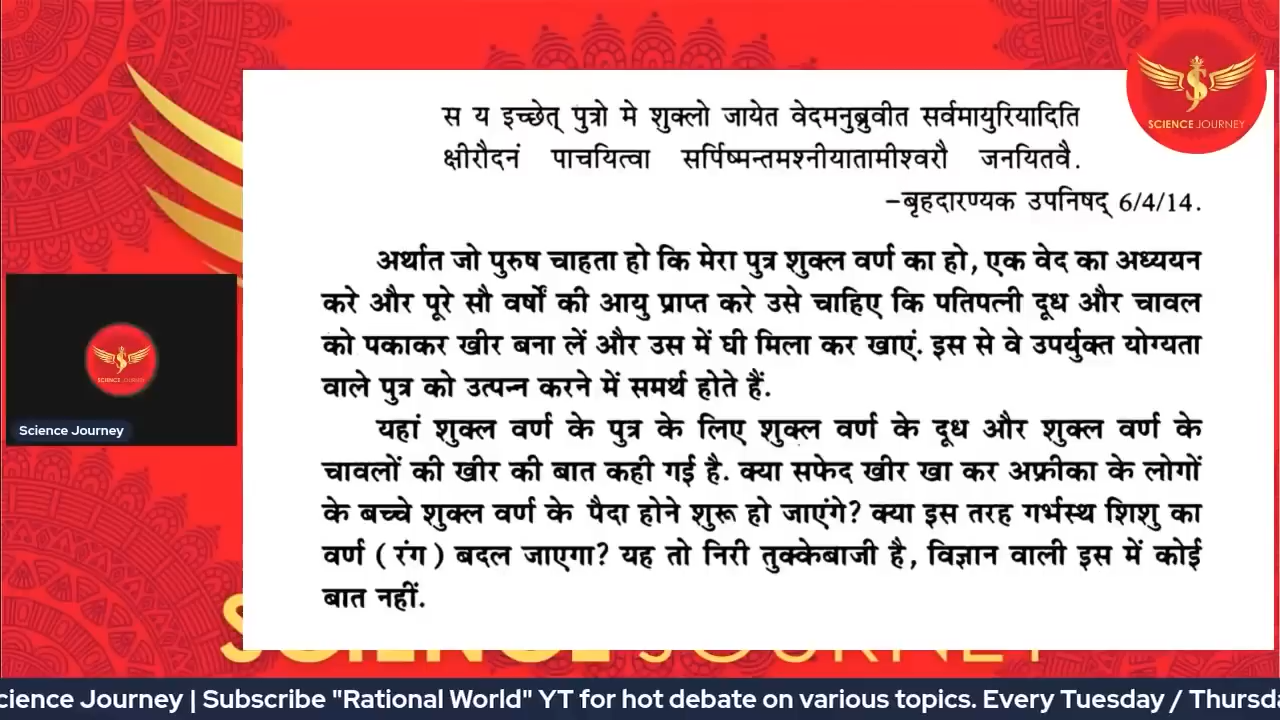 स य इच्छेत् पुत्रो मे शुक्लो जायेत वेदमनुब्रुवीत सर्वमायुरियादिति
क्षीरौदनं पाचयित्वा सर्पिष्मन्तमश्नीयातामीश्वरौ जनयितवै.
–बृहदारण्यक उपनिषद् 6/4/14.
अर्थात जो पुरुष चाहता हो कि मेरा पुत्र शुक्ल वर्ण का हो, एक वेद का अध्ययन
करे और पूरे सौ वर्षों की आयु प्राप्त करे उसे चाहिए कि पतिपत्नी दूध और चावल
को पकाकर खीर बना लें और उस में घी मिला कर खाएं. इस से वे उपर्युक्त योग्यता
वाले पुत्र को उत्पन्न करने में समर्थ होते हैं.
यहां शुक्ल वर्ण के पुत्र के लिए शुक्ल वर्ण के दूध और शुक्ल वर्ण के
चावलों की खीर की बात कही गई है. क्या सफेद खीर खा कर अफ्रीका के लोगों
के बच्चे शुक्ल वर्ण के पैदा होने शुरू हो जाएंगे? क्या इस तरह गर्भस्थ शिशु का
वर्ण (रंग) बदल जाएगा? यह तो निरी तुक्केबाजी है, विज्ञान वाली इस में कोई
बात नहीं.
SCIENCE JOURNEY
SCIENCE JOURNEY
Science Journey
SCIENCE JOURNEY
cience Journey | Subscribe "Rational World" YT for hot debate on various topics. Every Tuesday / Thursda